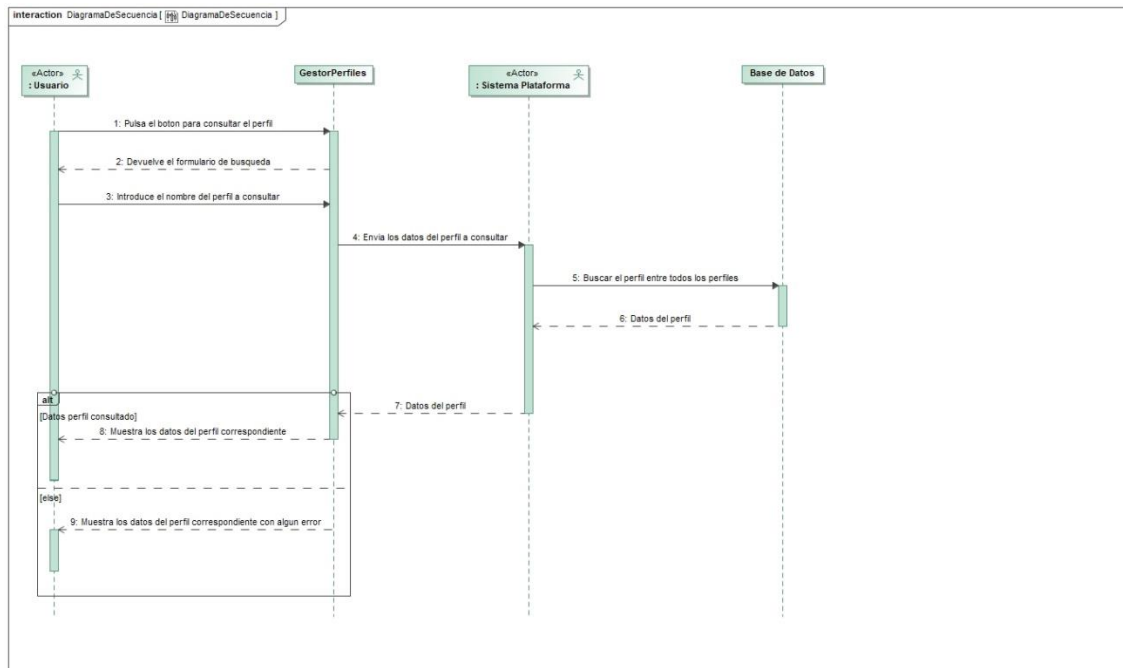 interaction DiagramaDeSecuencia [ DiagramaDeSecuencia ]
«Actor»
: Usuario
GestorPerfiles
«Actor»
: Sistema Plataforma
Base de Datos
1: Pulsa el boton para consultar el perfil
2: Devuelve el formulario de busqueda
3: Introduce el nombre del perfil a consultar
4: Envia los datos del perfil a consultar
5: Buscar el perfil entre todos los perfiles
6: Datos del perfil
alt
7: Datos del perfil
[Datos perfil consultado]
8: Muestra los datos del perfil correspondiente
[else]
9: Muestra los datos del perfil correspondiente con algun error